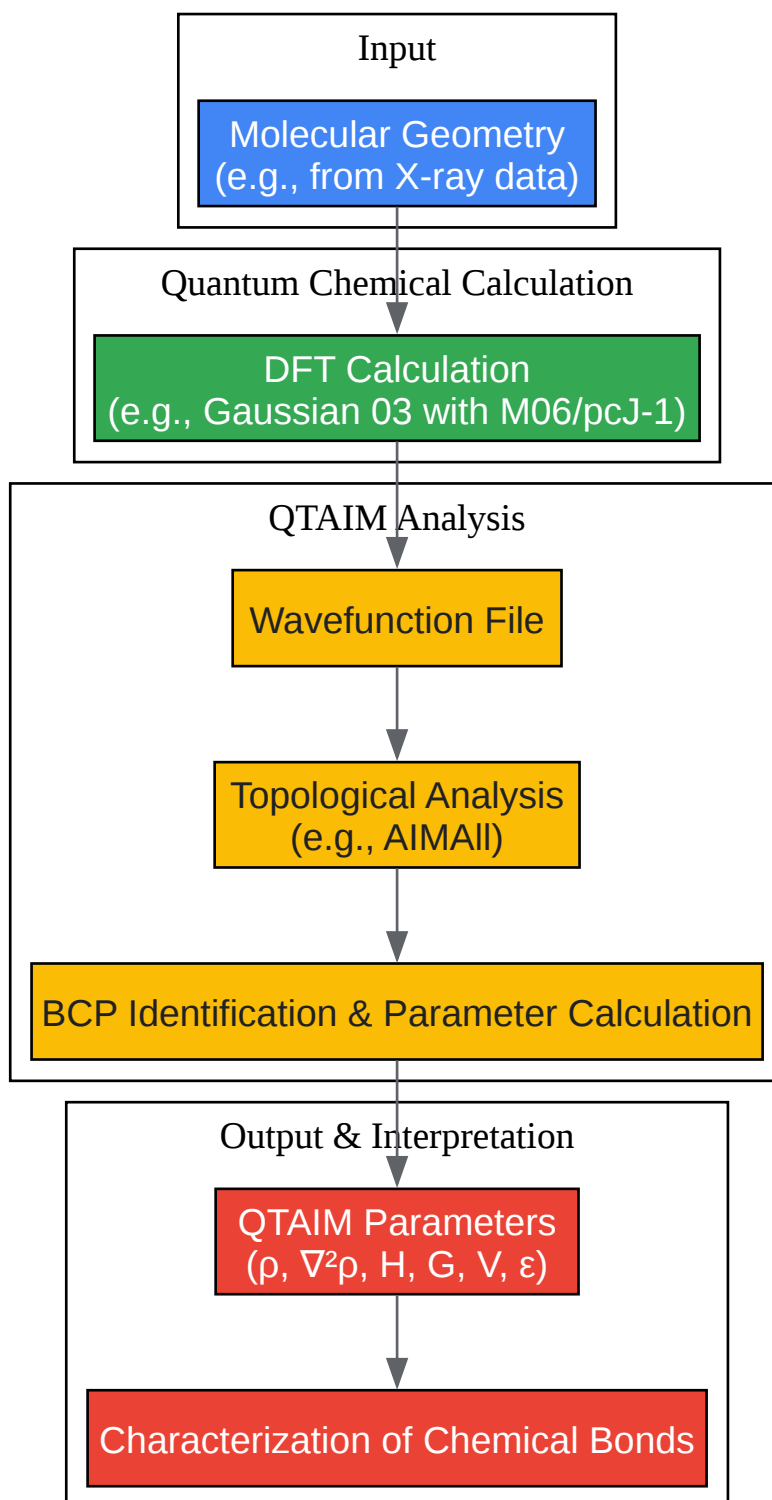 Input
Molecular Geometry
(e.g., from X-ray data)
Quantum Chemical Calculation
DFT Calculation
(e.g., Gaussian 03 with M06/pcJ-1)
QTAIM Analysis
Wavefunction File
Topological Analysis
(e.g., AIMAll)
BCP Identification & Parameter Calculation
Output & Interpretation
QTAIM Parameters
(ρ, ∇²ρ, H, G, V, ε)
Characterization of Chemical Bonds